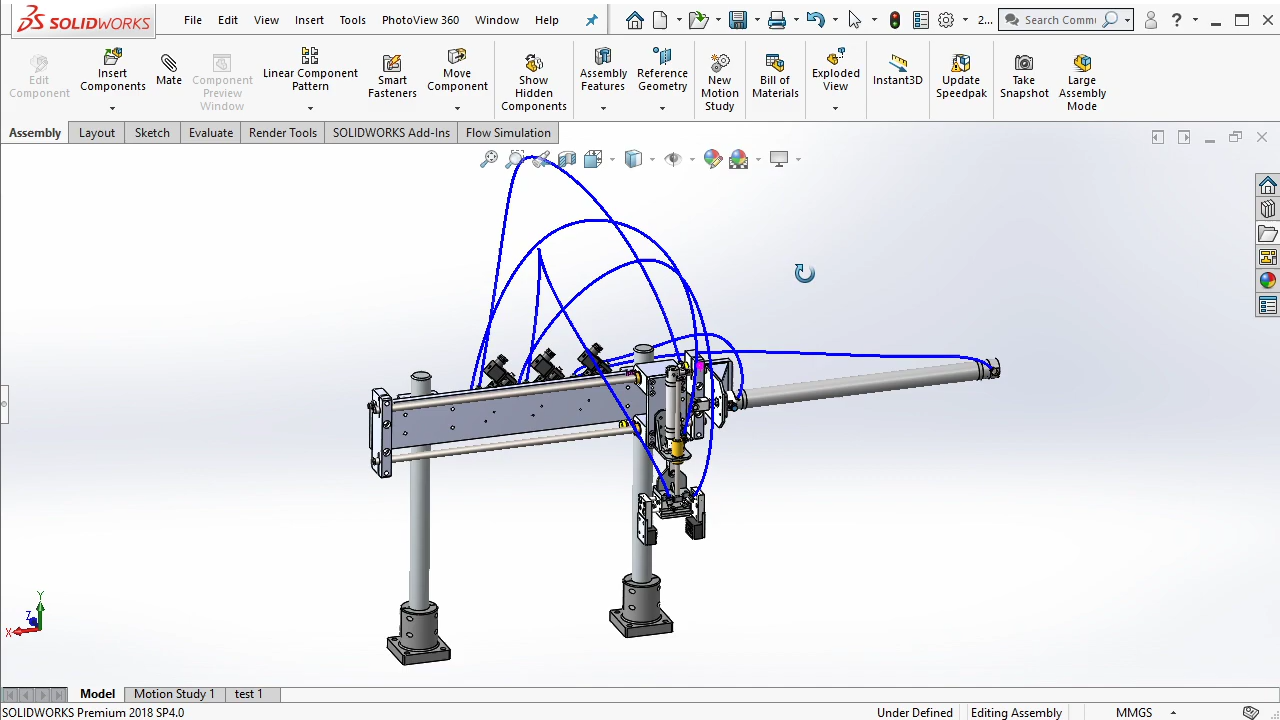 SOLIDWORKS
File Edit View Insert Tools PhotoView 360 Window Help
2...
Search Commu
?
Edit Component
Insert Components
Mate
Component Preview Window
Linear Component Pattern
Smart Fasteners
Move Component
Show Hidden Components
Assembly Features
Reference Geometry
New Motion Study
Bill of Materials
Exploded View
Instant3D
Update Speedpak
Take Snapshot
Large Assembly Mode
Assembly Layout Sketch Evaluate Render Tools SOLIDWORKS Add-Ins Flow Simulation
Y
Z
X
Model Motion Study 1 test 1
SOLIDWORKS Premium 2018 SP4.0 Under Defined Editing Assembly MMGS